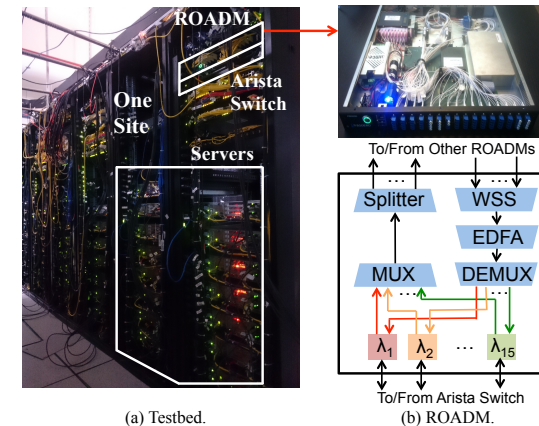 ROADM
Arista
Switch
One
Site
Servers
To/From Other ROADMs
...
...
Splitter
WSS
EDFA
MUX
DEMUX
...
...
λ1
λ2
...
λ15
To/From Arista Switch
(a) Testbed.
(b) ROADM.